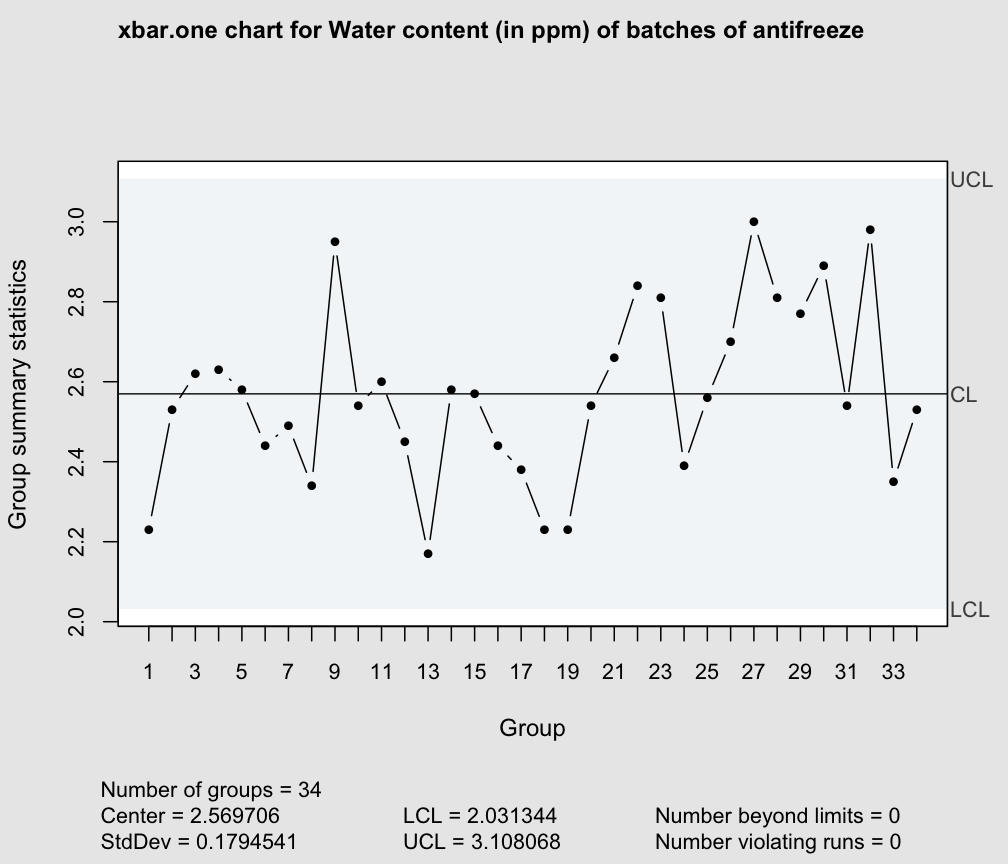 xbar.one chart for Water content (in ppm) of batches of antifreeze
Group summary statistics
3.0
2.8
2.6
2.4
2.2
2.0
UCL
CL
LCL
1 3 5 7 9 11 13 15 17 19 21 23 25 27 29 31 33
Group
Number of groups = 34
Center = 2.569706 LCL = 2.031344 Number beyond limits = 0
StdDev = 0.1794541 UCL = 3.108068 Number violating runs = 0